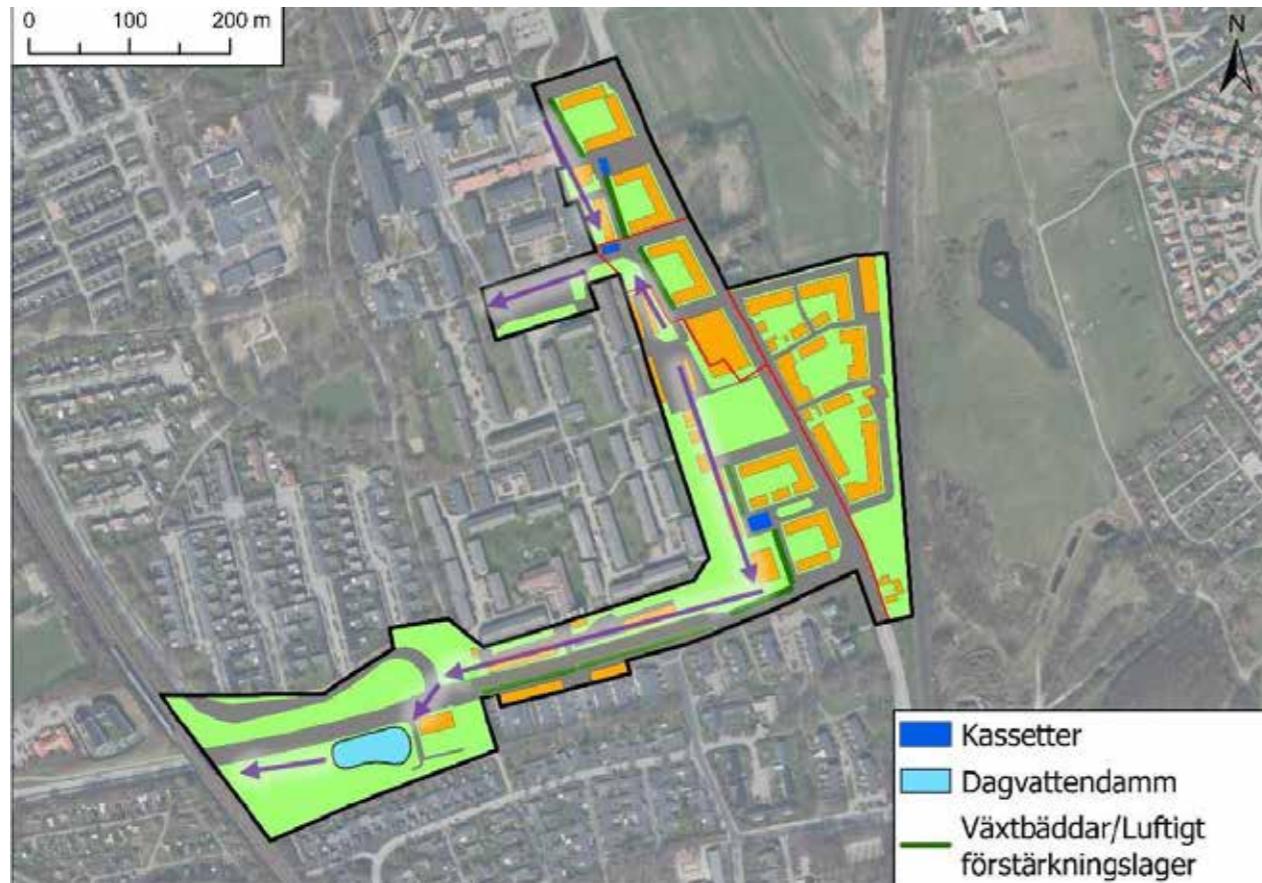 0 100 200 m
N
Kassetter
Dagvattendamm
Växtbäddar/Luftigt
förstärkningslager